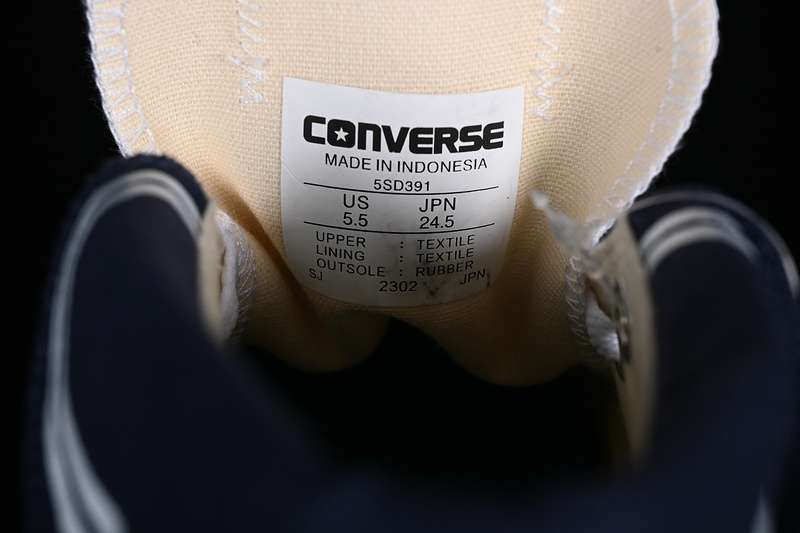 CONVERSE
MADE IN INDONESIA
5SD391
US JPN
5.5 24.5
UPPER : TEXTILE
LINING : TEXTILE
OUTSOLE : RUBBER
SJ 2302 JPN